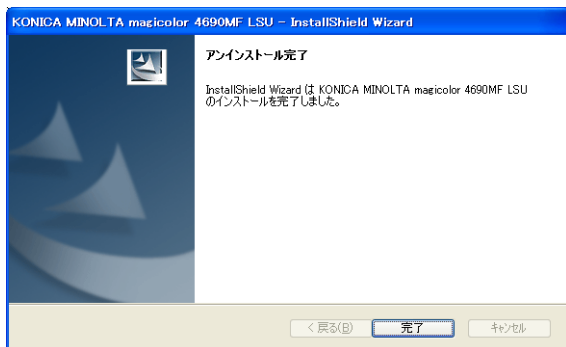 KONICA MINOLTA magicolor 4690MF LSU - InstallShield Wizard
アンインストール完了
InstallShield Wizard は KONICA MINOLTA magicolor 4690MF LSU
のインストールを完了しました。
< 戻る(B) 完了 キャンセル